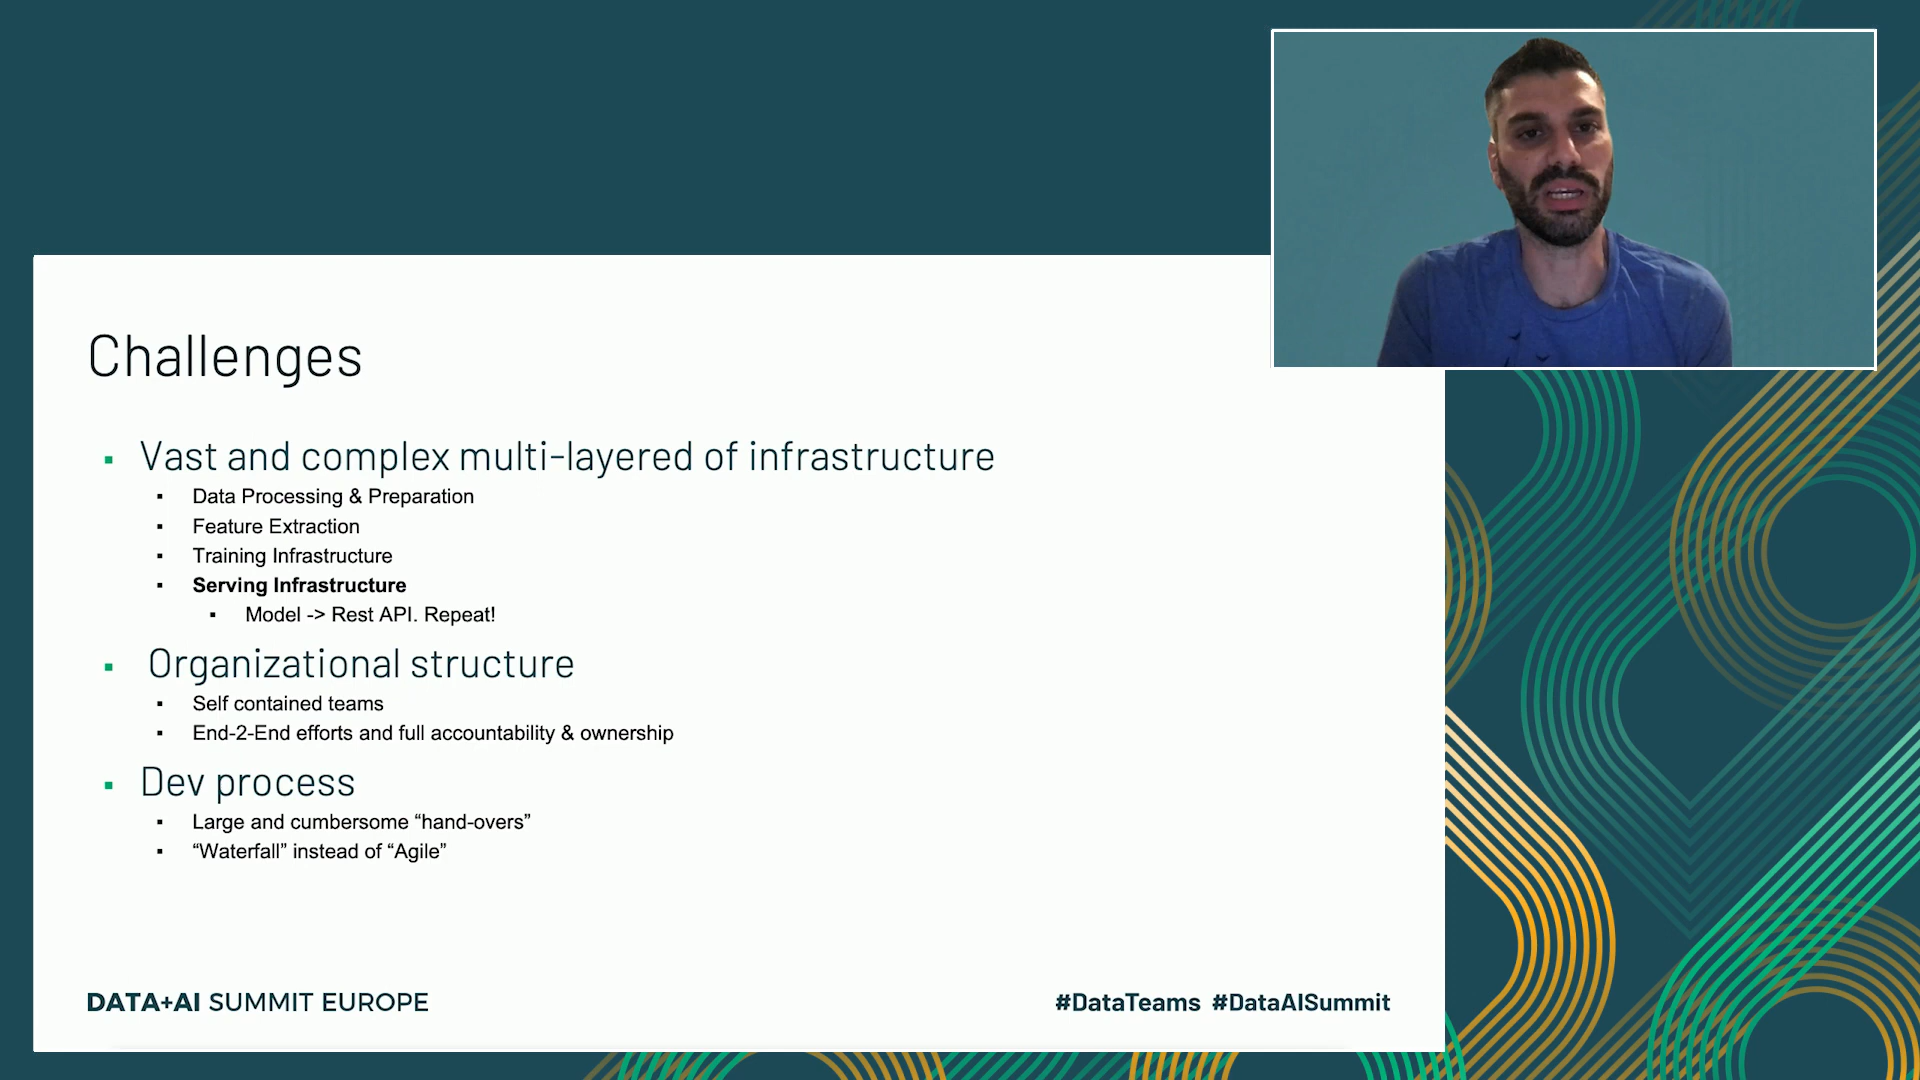 Challenges
Vast and complex multi-layered of infrastructure
Data Processing & Preparation
Feature Extraction
Training Infrastructure
Serving Infrastructure
Model -> Rest API. Repeat!
Organizational structure
Self contained teams
End-2-End efforts and full accountability & ownership
Dev process
Large and cumbersome “hand-overs”
“Waterfall” instead of “Agile”
DATA+AI SUMMIT EUROPE
#DataTeams #DataAISummit